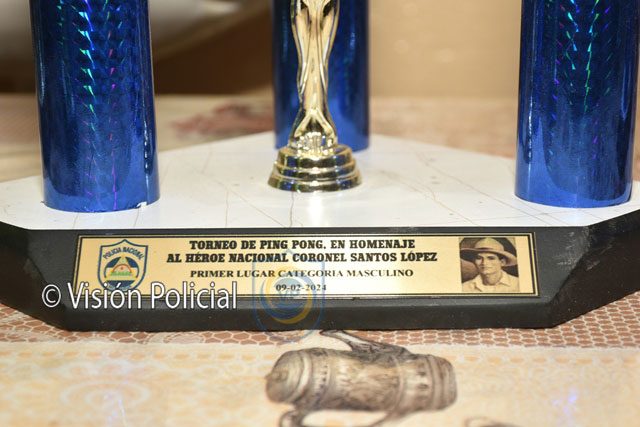 POLICIA NACIONAL
TORNEO DE PING PONG, EN HOMENAJE
AL HÉROE NACIONAL CORONEL SANTOS LÓPEZ
PRIMER LUGAR CATEGORIA MASCULINO
09-02-2024
© Vision Policial